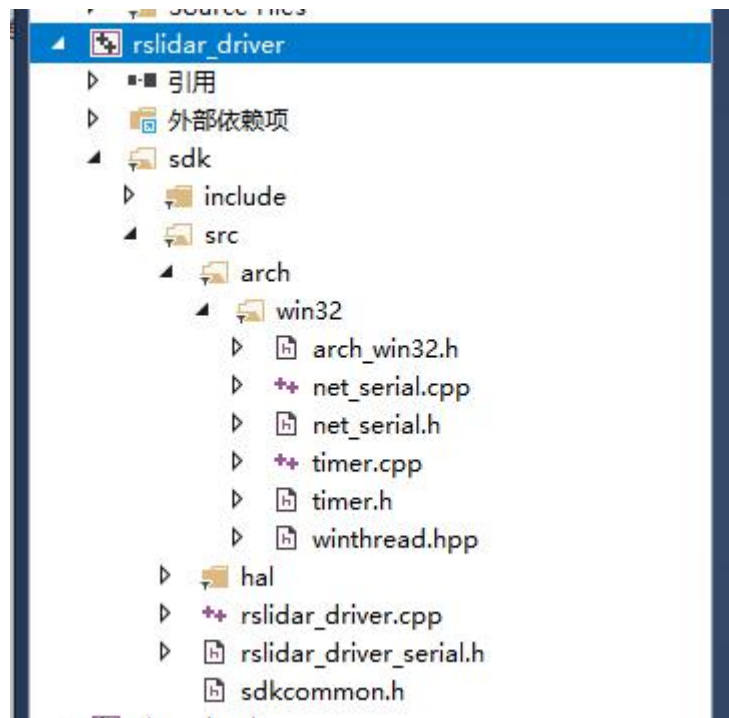 rslidar_driver
引用
外部依赖项
sdk
include
src
arch
win32
arch_win32.h
net_serial.cpp
net_serial.h
timer.cpp
timer.h
winthread.hpp
hal
rslidar_driver.cpp
rslidar_driver_serial.h
sdkcommon.h